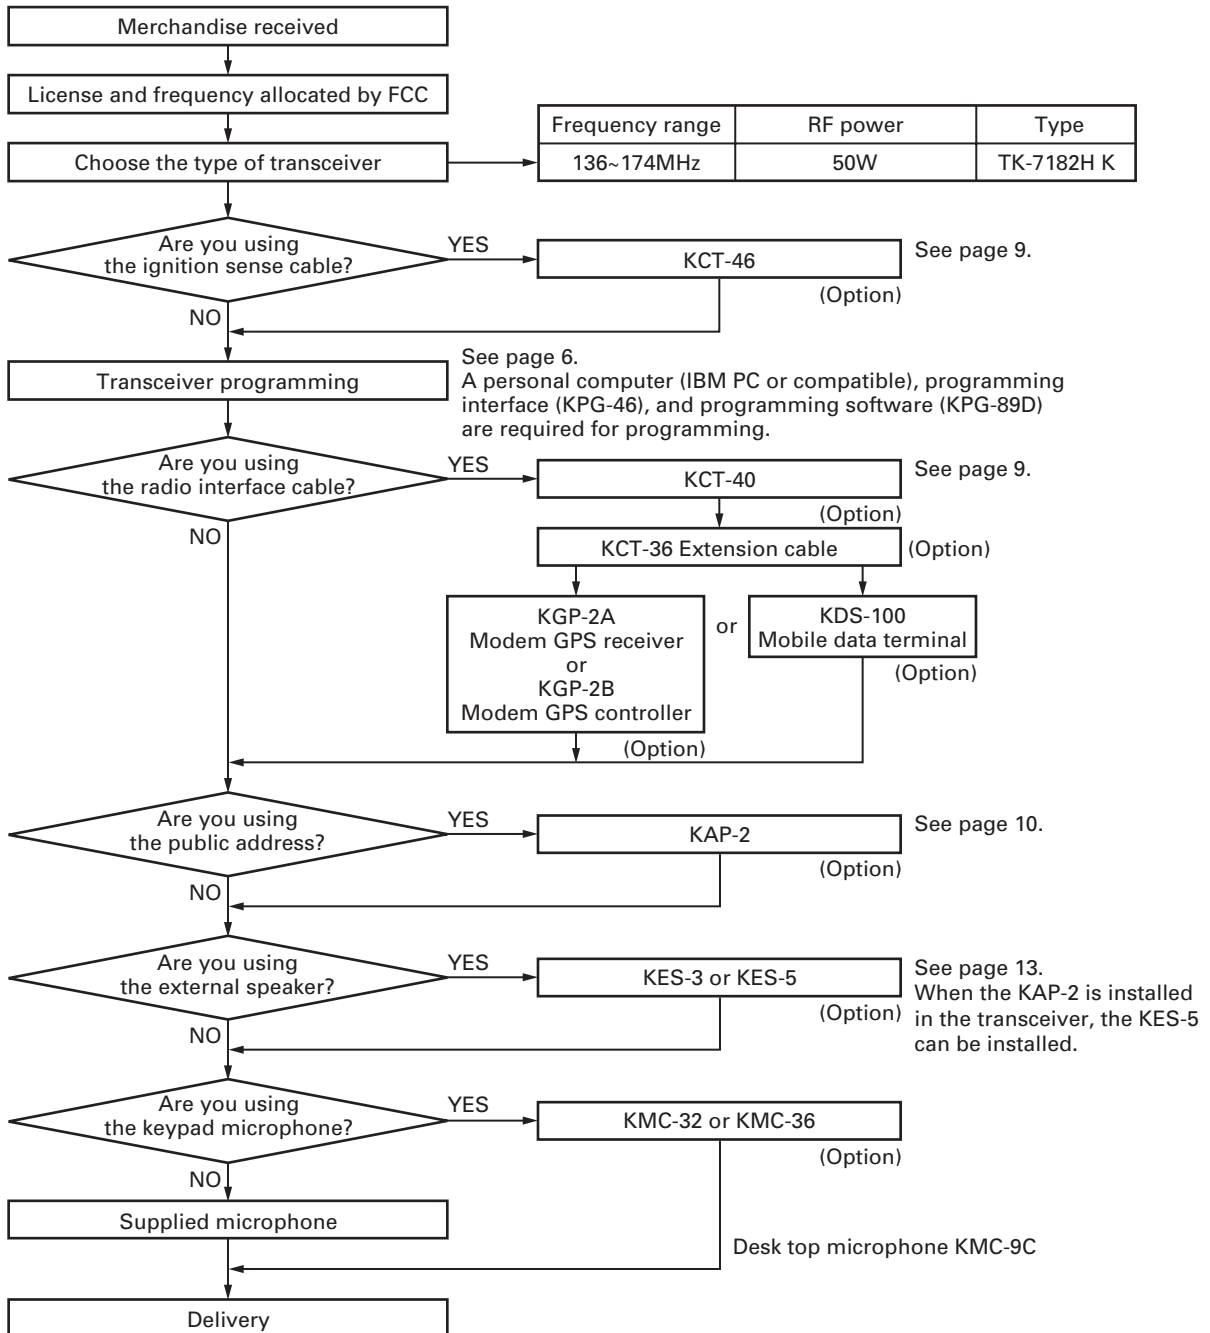 Merchandise received
License and frequency allocated by FCC
Choose the type of transceiver
Frequency range RF power Type
136~174MHz 50W TK-7182H K
Are you using
the ignition sense cable?
YES
KCT-46
See page 9.
(Option)
NO
Transceiver programming
See page 6.
A personal computer (IBM PC or compatible), programming
interface (KPG-46), and programming software (KPG-89D)
are required for programming.
Are you using
the radio interface cable?
YES
KCT-40
See page 9.
(Option)
NO
KCT-36 Extension cable
(Option)
KGP-2A
Modem GPS receiver
or
KGP-2B
Modem GPS controller
(Option)
or
KDS-100
Mobile data terminal
(Option)
Are you using
the public address?
YES
KAP-2
See page 10.
(Option)
NO
Are you using
the external speaker?
YES
KES-3 or KES-5
(Option)
See page 13.
When the KAP-2 is installed
in the transceiver, the KES-5
can be installed.
NO
Are you using
the keypad microphone?
YES
KMC-32 or KMC-36
(Option)
NO
Supplied microphone
Desk top microphone KMC-9C
Delivery